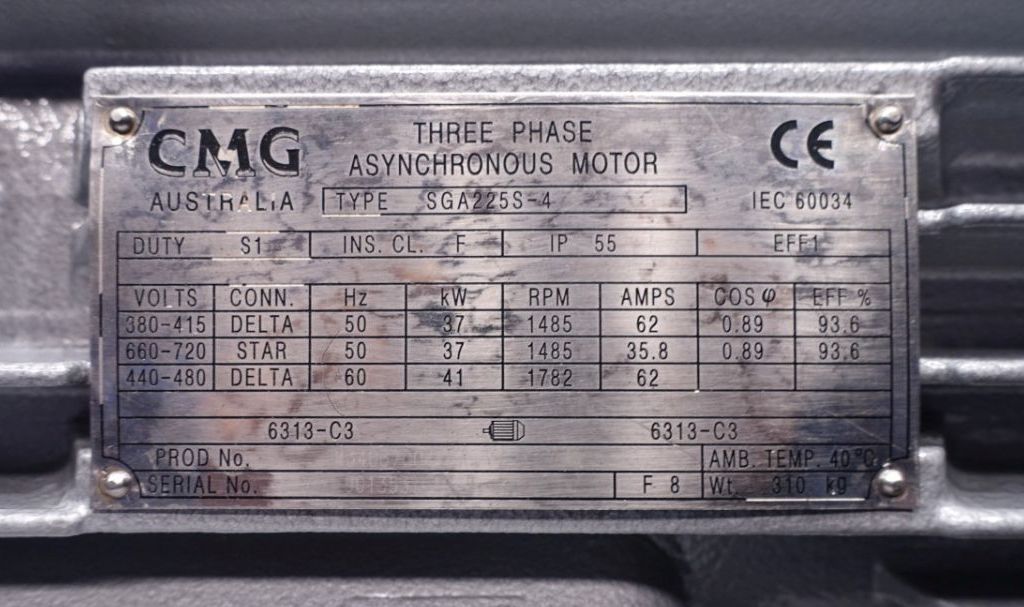 CMG
AUSTRALIA
THREE PHASE
ASYNCHRONOUS MOTOR
TYPE SGA225S-4
CE
IEC 60034
DUTY S1 INS. CL. F IP 55 EFF1
VOLTS CONN. Hz kW RPM AMPS COS φ EFF %
380-415 DELTA 50 37 1485 62 0.89 93.6
660-720 STAR 50 37 1485 35.8 0.89 93.6
440-480 DELTA 60 41 1782 62
6313-C3 6313-C3
PROD No. AMB. TEMP. 40°C
SERIAL No. F 8 Wt. 310 kg